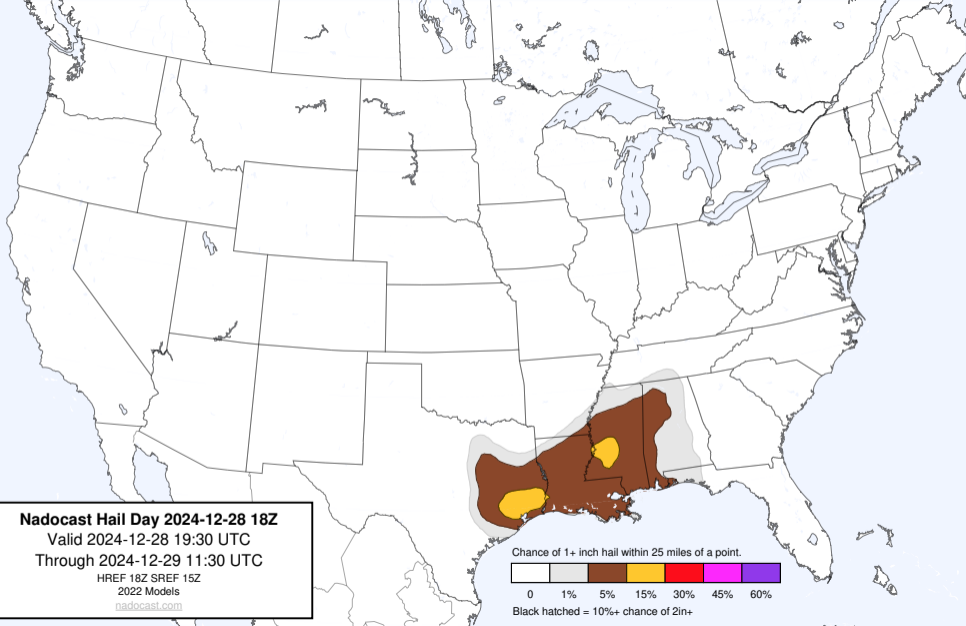 Nadocast Hail Day 2024-12-28 18Z
Valid 2024-12-28 19:30 UTC
Through 2024-12-29 11:30 UTC
HREF 18Z SREF 15Z
2022 Models
nadocast.com
Chance of 1+ inch hail within 25 miles of a point.
0 1% 5% 15% 30% 45% 60%
Black hatched = 10%+ chance of 2in+